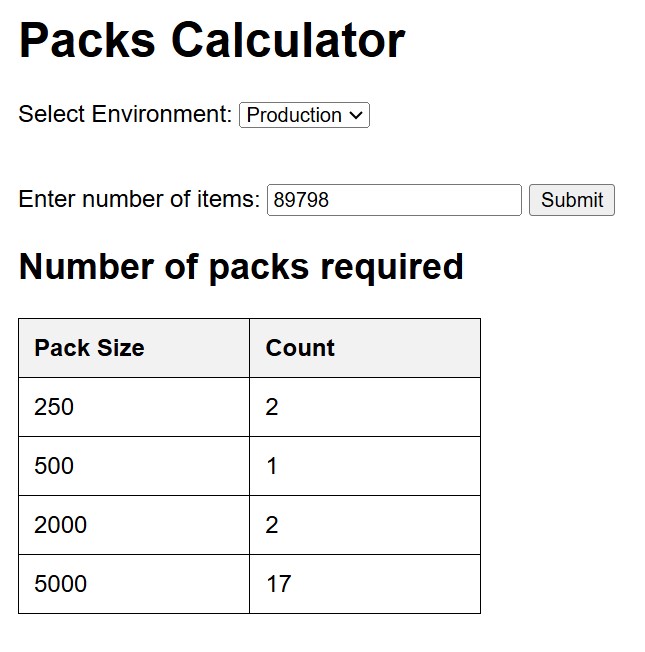 Packs Calculator
Select Environment: Production
Enter number of items: 89798 Submit
Number of packs required
Pack Size Count
250 2
500 1
2000 2
5000 17